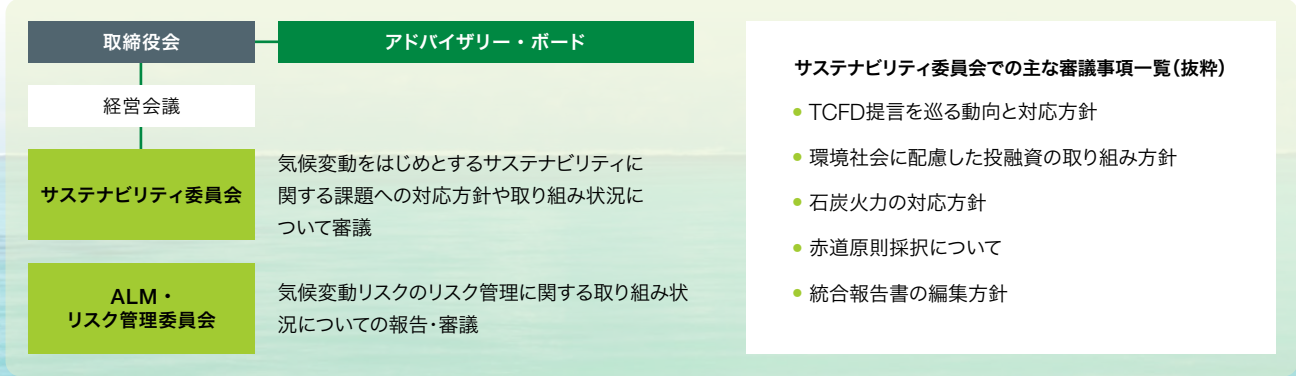 取締役会
アドバイザリー・ボード
経営会議
サステナビリティ委員会
気候変動をはじめとするサステナビリティに
関する課題への対応方針や取り組み状況に
ついて審議
ALM・
リスク管理委員会
気候変動リスクのリスク管理に関する取り組み状
況についての報告・審議
サステナビリティ委員会での主な審議事項一覧(抜粋)
● TCFD提言を巡る動向と対応方針
● 環境社会に配慮した投融資の取り組み方針
● 石炭火力の対応方針
● 赤道原則採択について
● 統合報告書の編集方針